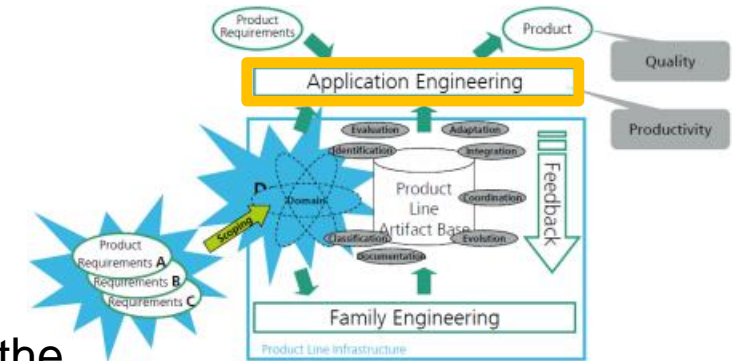 Product
Requirements
Product
Quality
Application Engineering
Productivity
Evaluation
Adaptation
Identification
Integration
Domain
Product
Line
Artifact Base
Coordination
Feedback
Scoping
Classification
Evolution
Documentation
Product
Requirements A
Requirements B
Requirements C
Family Engineering
Product Line Infrastructure
the